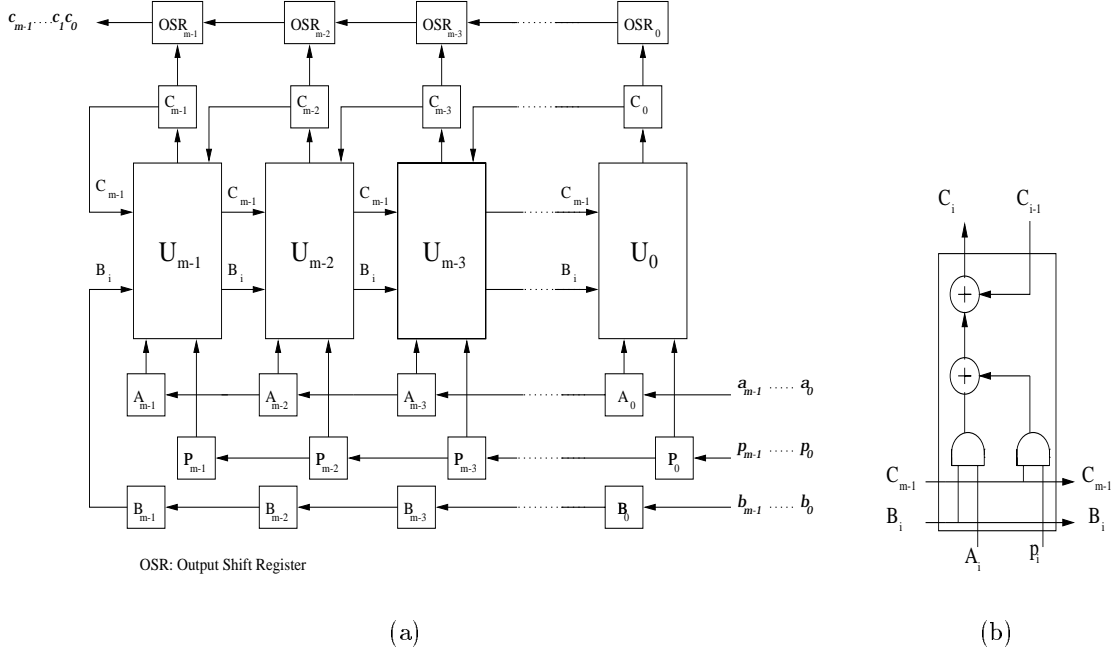 c_{m-1} ..... c_1 c_0
OSR_{m-1} OSR_{m-2} OSR_{m-3} OSR_0
C_{m-1} C_{m-2} C_{m-3} C_0
C_{m-1} C_{m-1} C_{m-1} C_{m-1}
U_{m-1} U_{m-2} U_{m-3} U_0
B_i B_i B_i B_i
A_{m-1} A_{m-2} A_{m-3} A_0 a_{m-1} ..... a_0
P_{m-1} P_{m-2} P_{m-3} P_0 p_{m-1} ..... p_0
B_{m-1} B_{m-2} B_{m-3} B_0 b_{m-1} ..... b_0
OSR: Output Shift Register
(a)
C_i C_{i-1}
+
+
C_{m-1} C_{m-1}
B_i B_i
A_i p_i
(b)